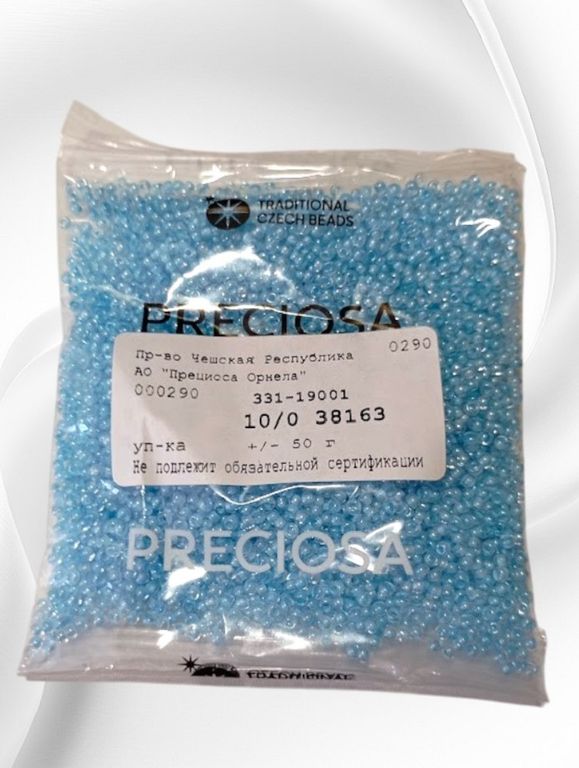 TRADITIONAL
CZECH BEADS
PRECIOSA
Пр-во Чешская Республика 0290
АО "Прециоса Орнела"
000290 331-19001
10/0 38163
уп-ка +/- 50 г
Не подлежит обязательной сертификации
PRECIOSA
TRADITIONAL